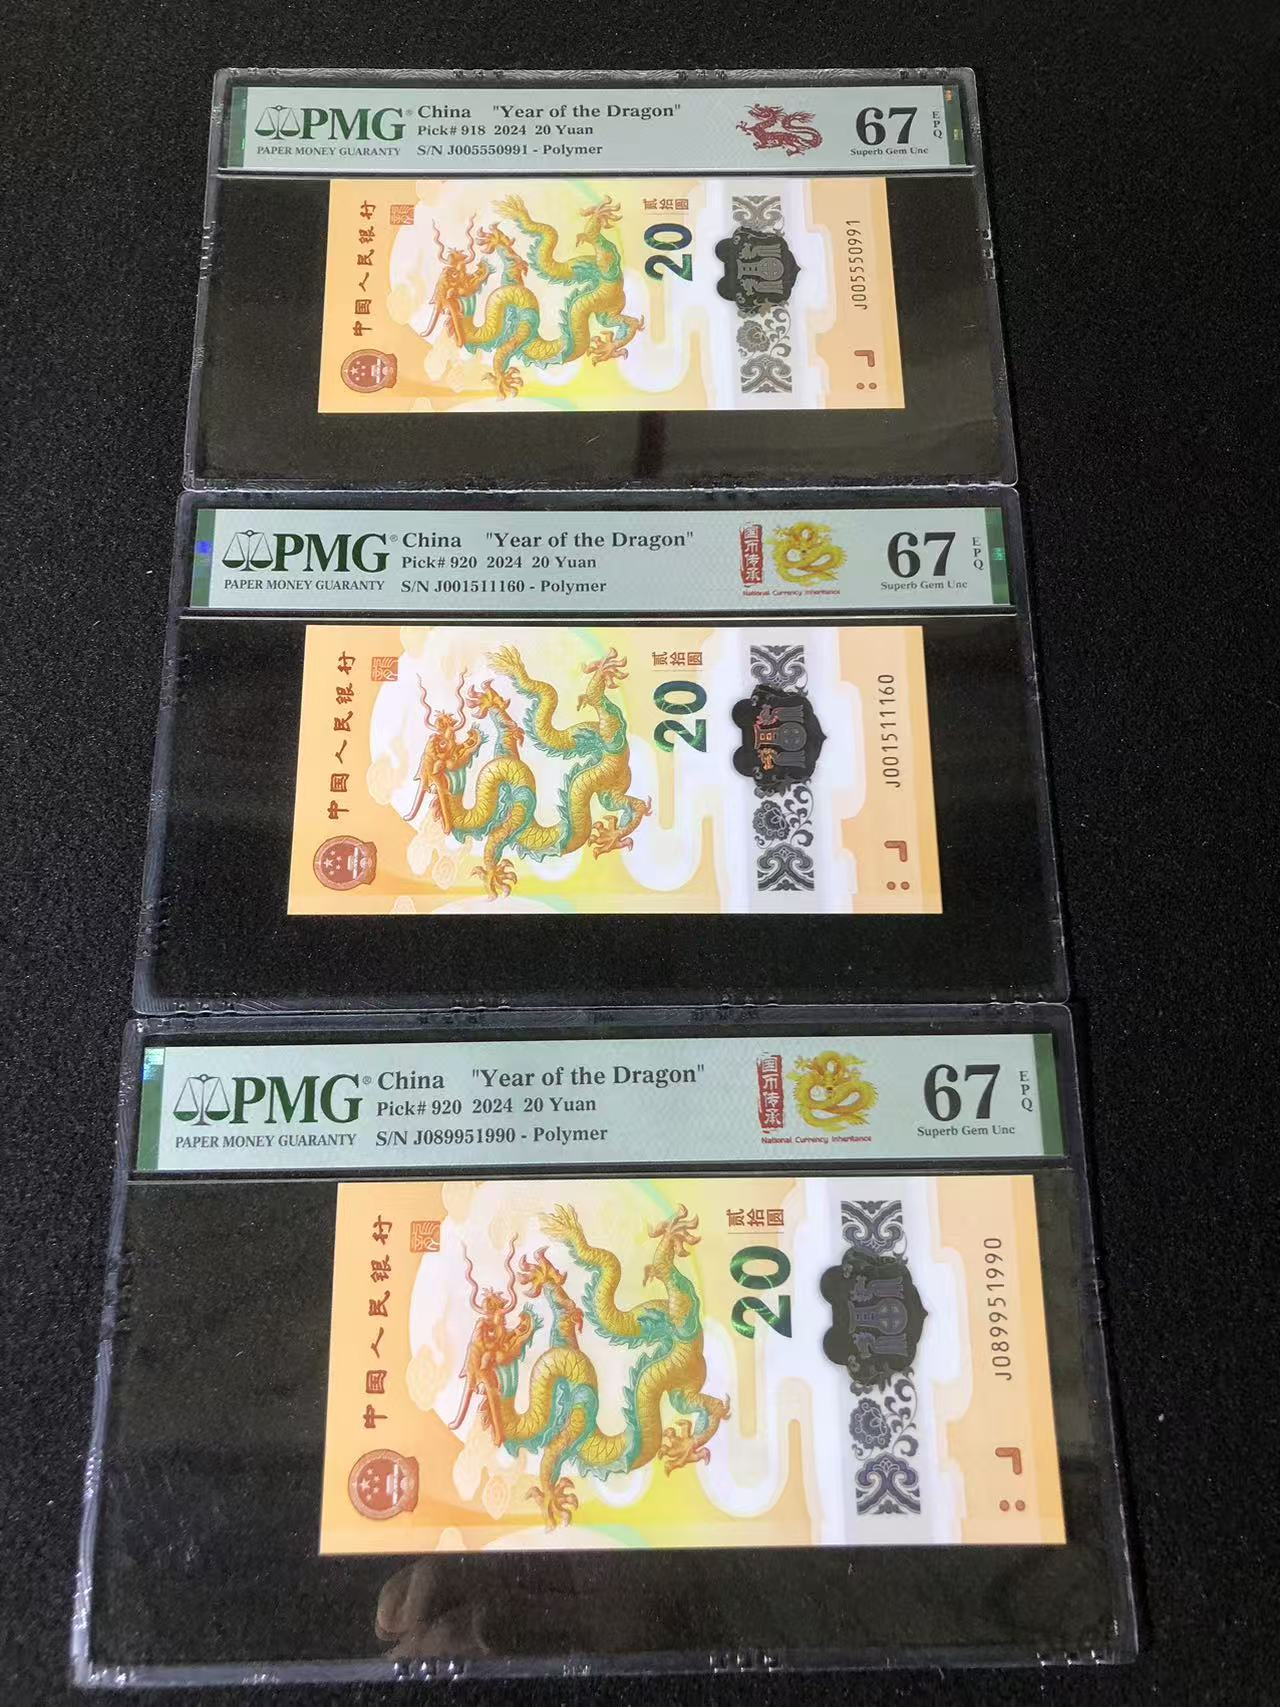 PMG® China "Year of the Dragon" 67 EPQ
Pick# 918 2024 20 Yuan
PAPER MONEY GUARANTY S/N J005550991 - Polymer Superb Gem Unc
中国人民银行
贰拾圆
20
福
J005550991
PMG® China "Year of the Dragon" 国币传承 67 EPQ
Pick# 920 2024 20 Yuan
PAPER MONEY GUARANTY S/N J001511160 - Polymer National Currency Inheritance Superb Gem Unc
中国人民银行
贰拾圆
20
福
J001511160
PMG® China "Year of the Dragon" 国币传承 67 EPQ
Pick# 920 2024 20 Yuan
PAPER MONEY GUARANTY S/N J089951990 - Polymer National Currency Inheritance Superb Gem Unc
中国人民银行
贰拾圆
20
福
J089951990